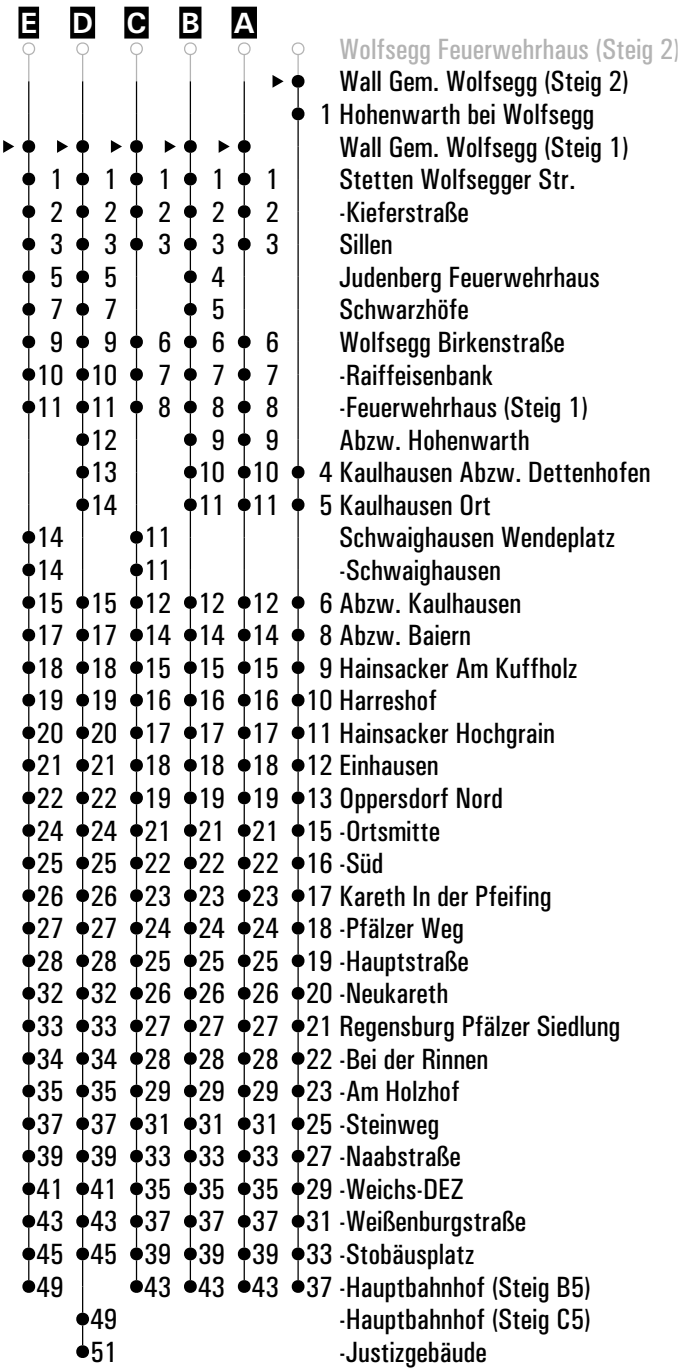 E D C B A
Wolfsegg Feuerwehrhaus (Steig 2)
Wall Gem. Wolfsegg (Steig 2)
1 Hohenwarth bei Wolfsegg
Wall Gem. Wolfsegg (Steig 1)
1 1 1 1 1 Stetten Wolfsegger Str.
2 2 2 2 2 -Kieferstraße
3 3 3 3 3 Sillen
5 5 4 Judenberg Feuerwehrhaus
7 7 5 Schwarzhöfe
9 9 6 6 6 Wolfsegg Birkenstraße
10 10 7 7 7 -Raiffeisenbank
11 11 8 8 8 -Feuerwehrhaus (Steig 1)
12 9 9 Abzw. Hohenwarth
13 10 10 4 Kaulhausen Abzw. Dettenhofen
14 11 11 5 Kaulhausen Ort
14 11 Schwaighausen Wendeplatz
14 11 -Schwaighausen
15 15 12 12 12 6 Abzw. Kaulhausen
17 17 14 14 14 8 Abzw. Baiern
18 18 15 15 15 9 Hainsacker Am Kuffholz
19 19 16 16 16 10 Harreshof
20 20 17 17 17 11 Hainsacker Hochgrain
21 21 18 18 18 12 Einhausen
22 22 19 19 19 13 Oppersdorf Nord
24 24 21 21 21 15 -Ortsmitte
25 25 22 22 22 16 -Süd
26 26 23 23 23 17 Kareth In der Pfeifing
27 27 24 24 24 18 -Pfälzer Weg
28 28 25 25 25 19 -Hauptstraße
32 32 26 26 26 20 -Neukareth
33 33 27 27 27 21 Regensburg Pfälzer Siedlung
34 34 28 28 28 22 -Bei der Rinnen
35 35 29 29 29 23 -Am Holzhof
37 37 31 31 31 25 -Steinweg
39 39 33 33 33 27 -Naabstraße
41 41 35 35 35 29 -Weichs-DEZ
43 43 37 37 37 31 -Weißenburgstraße
45 45 39 39 39 33 -Stobäusplatz
49 43 43 43 37 -Hauptbahnhof (Steig B5)
49 -Hauptbahnhof (Steig C5)
51 -Justizgebäude